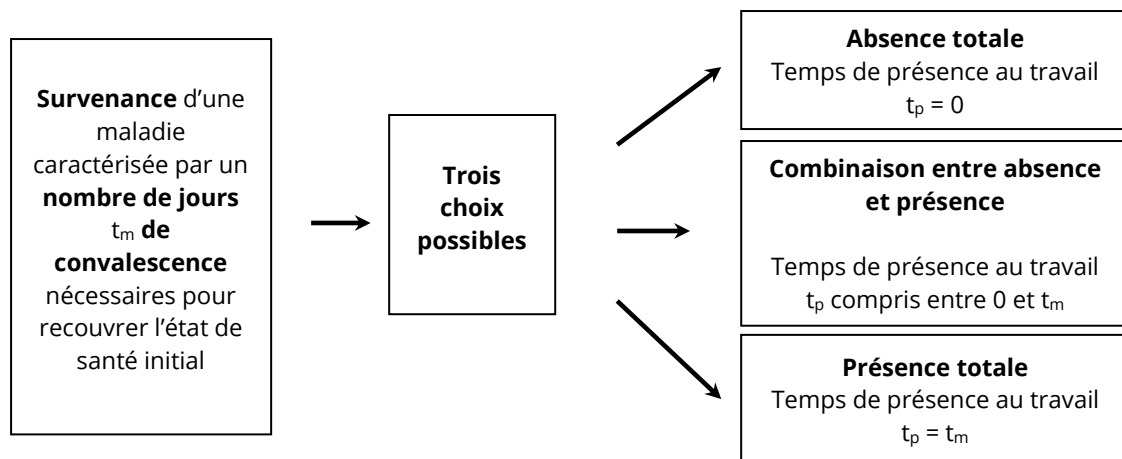 Survenance d’une
maladie
caractérisée par un
nombre de jours
tm de
convalescence
nécessaires pour
recouvrer l’état de
santé initial
Trois
choix
possibles
Absence totale
Temps de présence au travail
tp = 0
Combinaison entre absence
et présence
Temps de présence au travail
tp compris entre 0 et tm
Présence totale
Temps de présence au travail
tp = tm